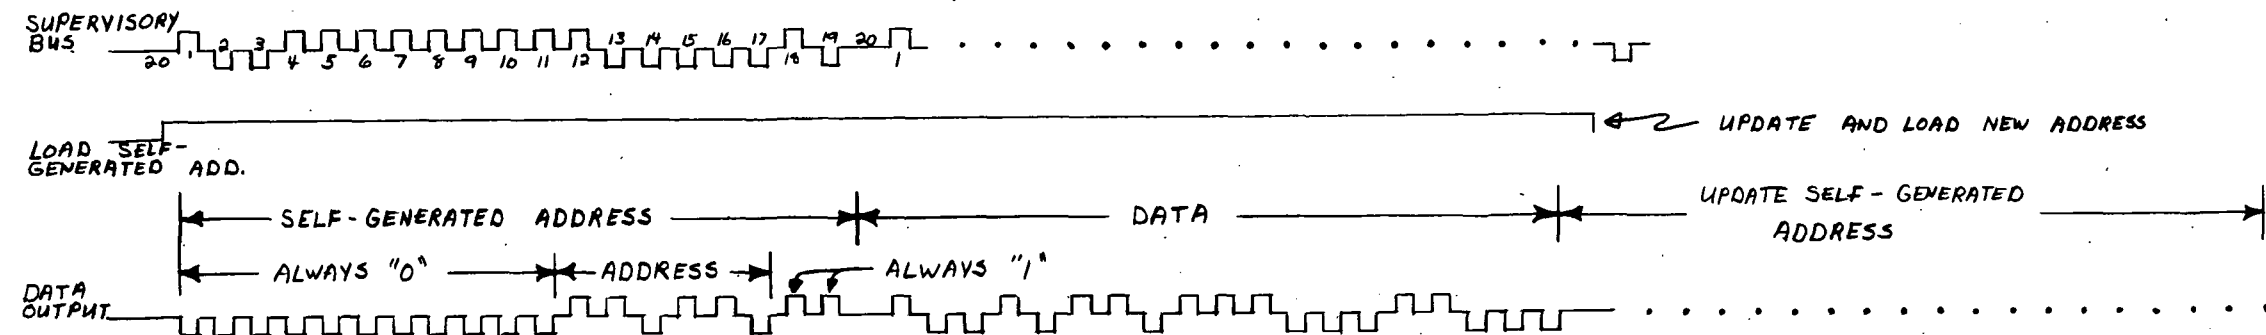 SUPERVISORY
BUS
20 1 2 3 4 5 6 7 8 9 10 11 12 13 14 15 16 17 18 19 20 1
LOAD SELF-
GENERATED ADD.
UPDATE AND LOAD NEW ADDRESS
SELF-GENERATED ADDRESS
DATA
UPDATE SELF-GENERATED
ADDRESS
ALWAYS "0"
ADDRESS
ALWAYS "1"
DATA
OUTPUT